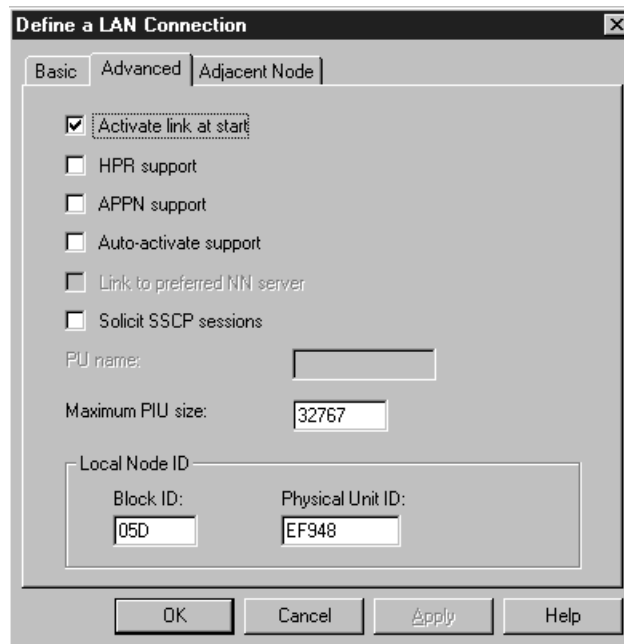 Define a LAN Connection
Basic Advanced Adjacent Node
Activate link at start
HPR support
APPN support
Auto-activate support
Link to preferred NN server
Solicit SSCP sessions
PU name:
Maximum PIU size: 32767
Local Node ID
Block ID: Physical Unit ID:
05D EF948
OK Cancel Apply Help